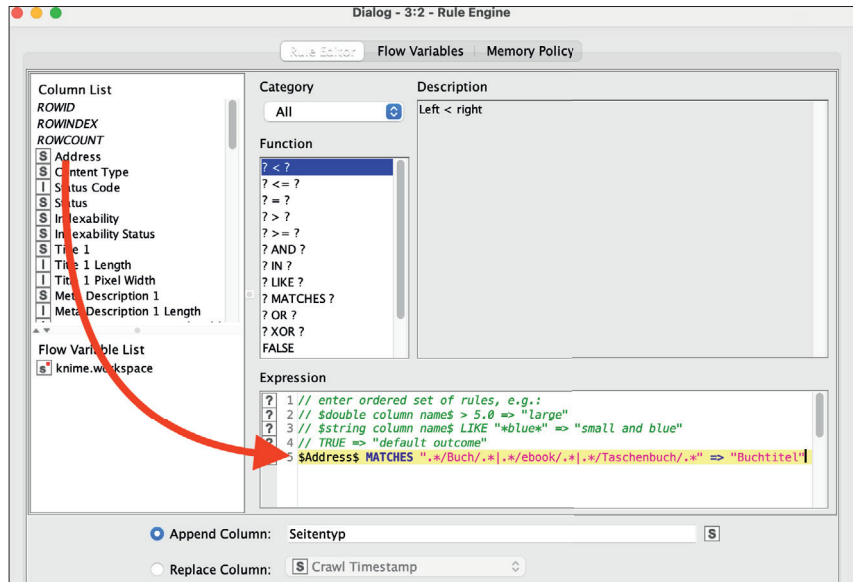 Dialog - 3:2 - Rule Engine
Rule Editor Flow Variables Memory Policy
Column List
ROWID
ROWINDEX
ROWCOUNT
S Address
S Content Type
I Status Code
S Status
S Indexability
S Indexability Status
S Title 1
I Title 1 Length
I Title 1 Pixel Width
S Meta Description 1
I Meta Description 1 Length
Flow Variable List
s knime.workspace
Category
All
Function
? < ?
? <= ?
? = ?
? > ?
? >= ?
? AND ?
? IN ?
? LIKE ?
? MATCHES ?
? OR ?
? XOR ?
FALSE
Description
Left < right
Expression
? 1 // enter ordered set of rules, e.g.:
? 2 // $double column name$ > 5.0 => "large"
? 3 // $string column name$ LIKE "*blue*" => "small and blue"
? 4 // TRUE => "default outcome"
5 $Address$ MATCHES ".*/Buch/.*|.*/ebook/.*|.*/Taschenbuch/.*" => "Buchtitel"
Append Column: Seitentyp S
Replace Column: S Crawl Timestamp